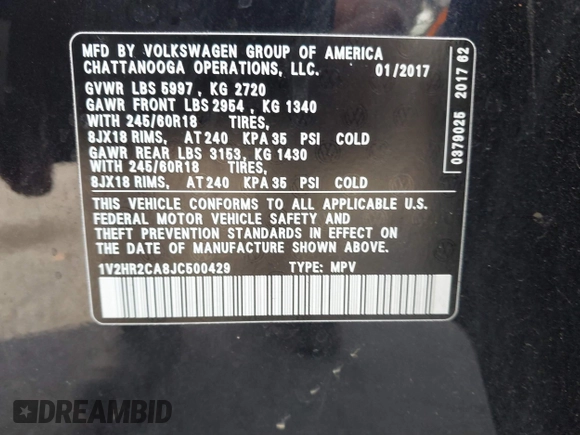 MFD BY VOLKSWAGEN GROUP OF AMERICA
CHATTANOOGA OPERATIONS, LLC. 01/2017
GVWR LBS 5997 , KG 2720
GAWR FRONT LBS 2954 , KG 1340
WITH 245/60R18 TIRES,
8JX18 RIMS, AT 240 KPA 35 PSI COLD
GAWR REAR LBS 3153, KG 1430
WITH 245/60R18 TIRES,
8JX18 RIMS, AT 240 KPA 35 PSI COLD
THIS VEHICLE CONFORMS TO ALL APPLICABLE U.S.
FEDERAL MOTOR VEHICLE SAFETY AND
THEFT PREVENTION STANDARDS IN EFFECT ON
THE DATE OF MANUFACTURE SHOWN ABOVE.
1V2HR2CA8JC500429 TYPE: MPV
0379025 2017 62
DREAMBID